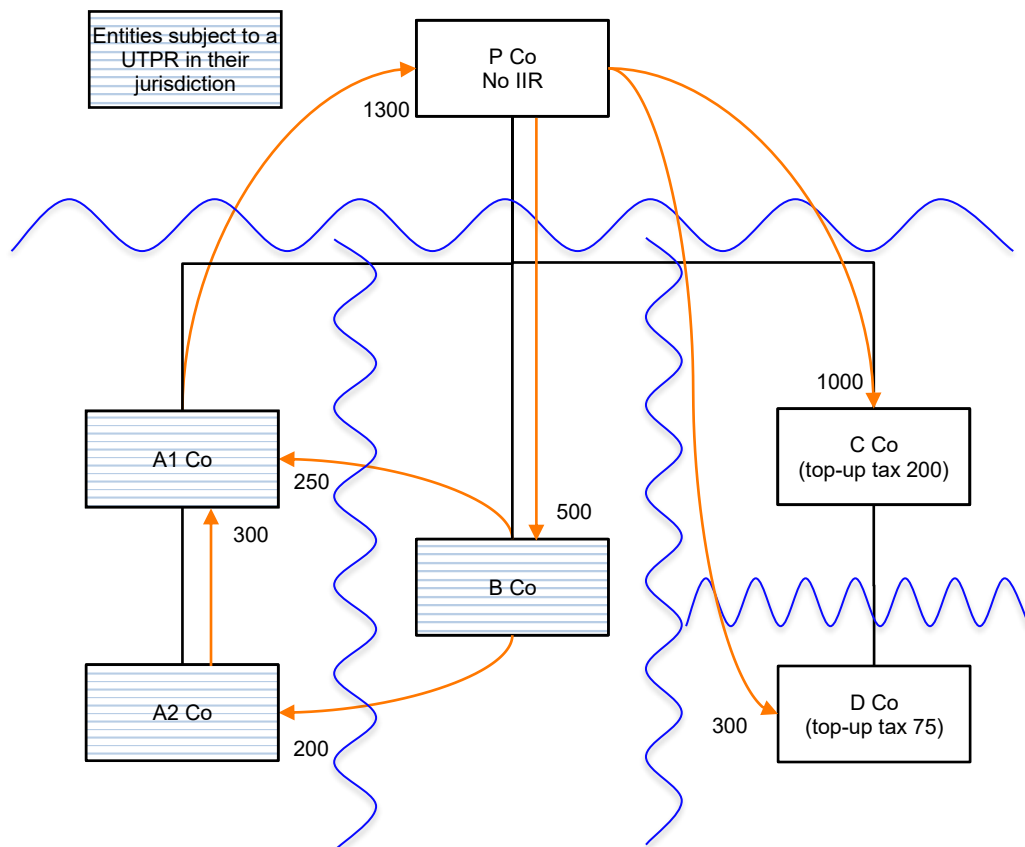 Entities subject to a
UTPR in their
jurisdiction
P Co
No IIR
1300
1000
A1 Co
250
C Co
(top-up tax 200)
500
300
B Co
A2 Co
D Co
(top-up tax 75)
300
200